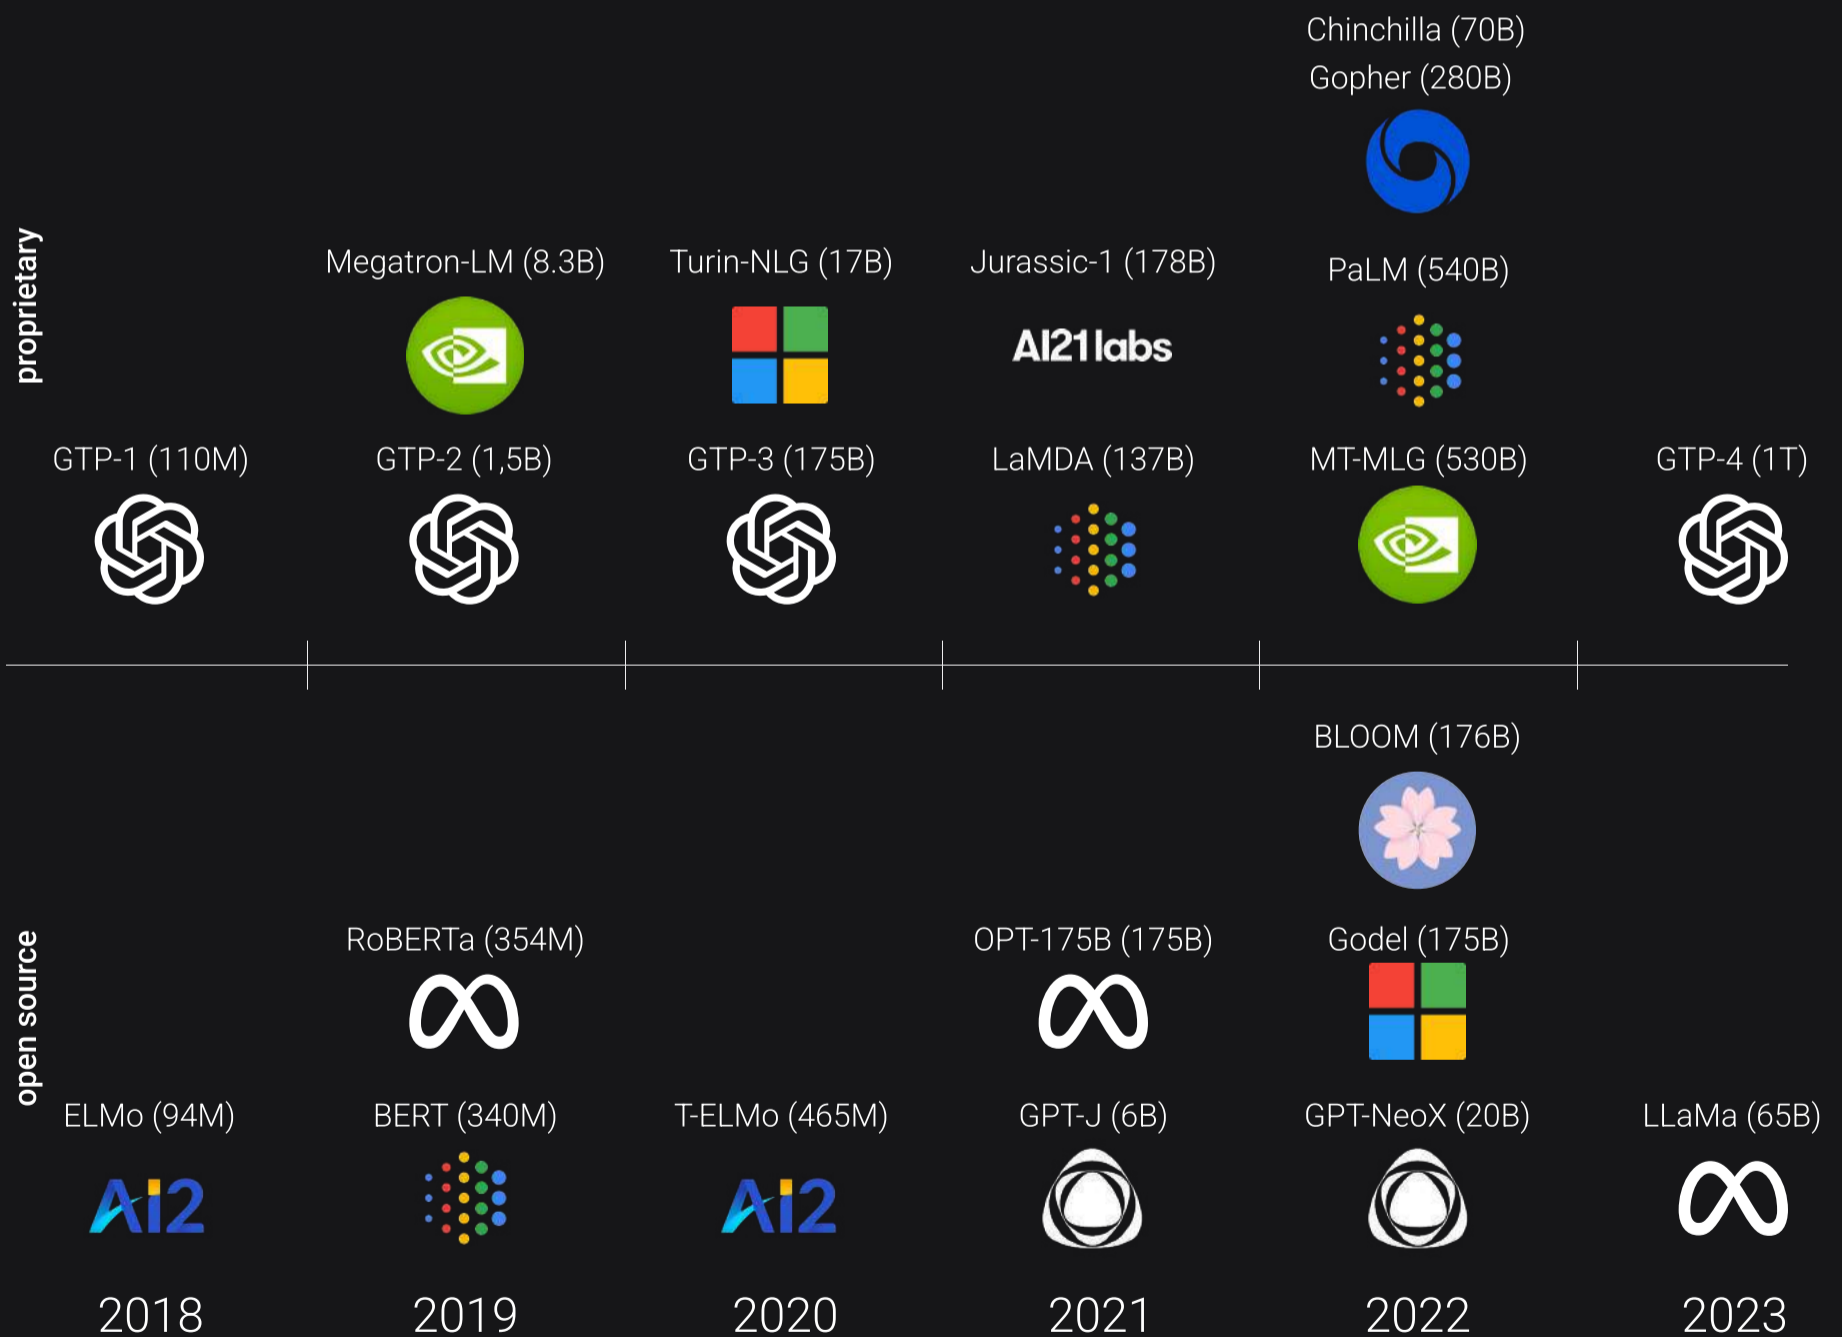 Chinchilla (70B)
Gopher (280B)
proprietary
Megatron-LM (8.3B)
Turin-NLG (17B)
Jurassic-1 (178B)
PaLM (540B)
AI21labs
GTP-1 (110M)
GTP-2 (1,5B)
GTP-3 (175B)
LaMDA (137B)
MT-MLG (530B)
GTP-4 (1T)
open source
BLOOM (176B)
RoBERTa (354M)
OPT-175B (175B)
Godel (175B)
ELMo (94M)
BERT (340M)
T-ELMo (465M)
GPT-J (6B)
GPT-NeoX (20B)
LLaMa (65B)
Ai2
Ai2
2018
2019
2020
2021
2022
2023